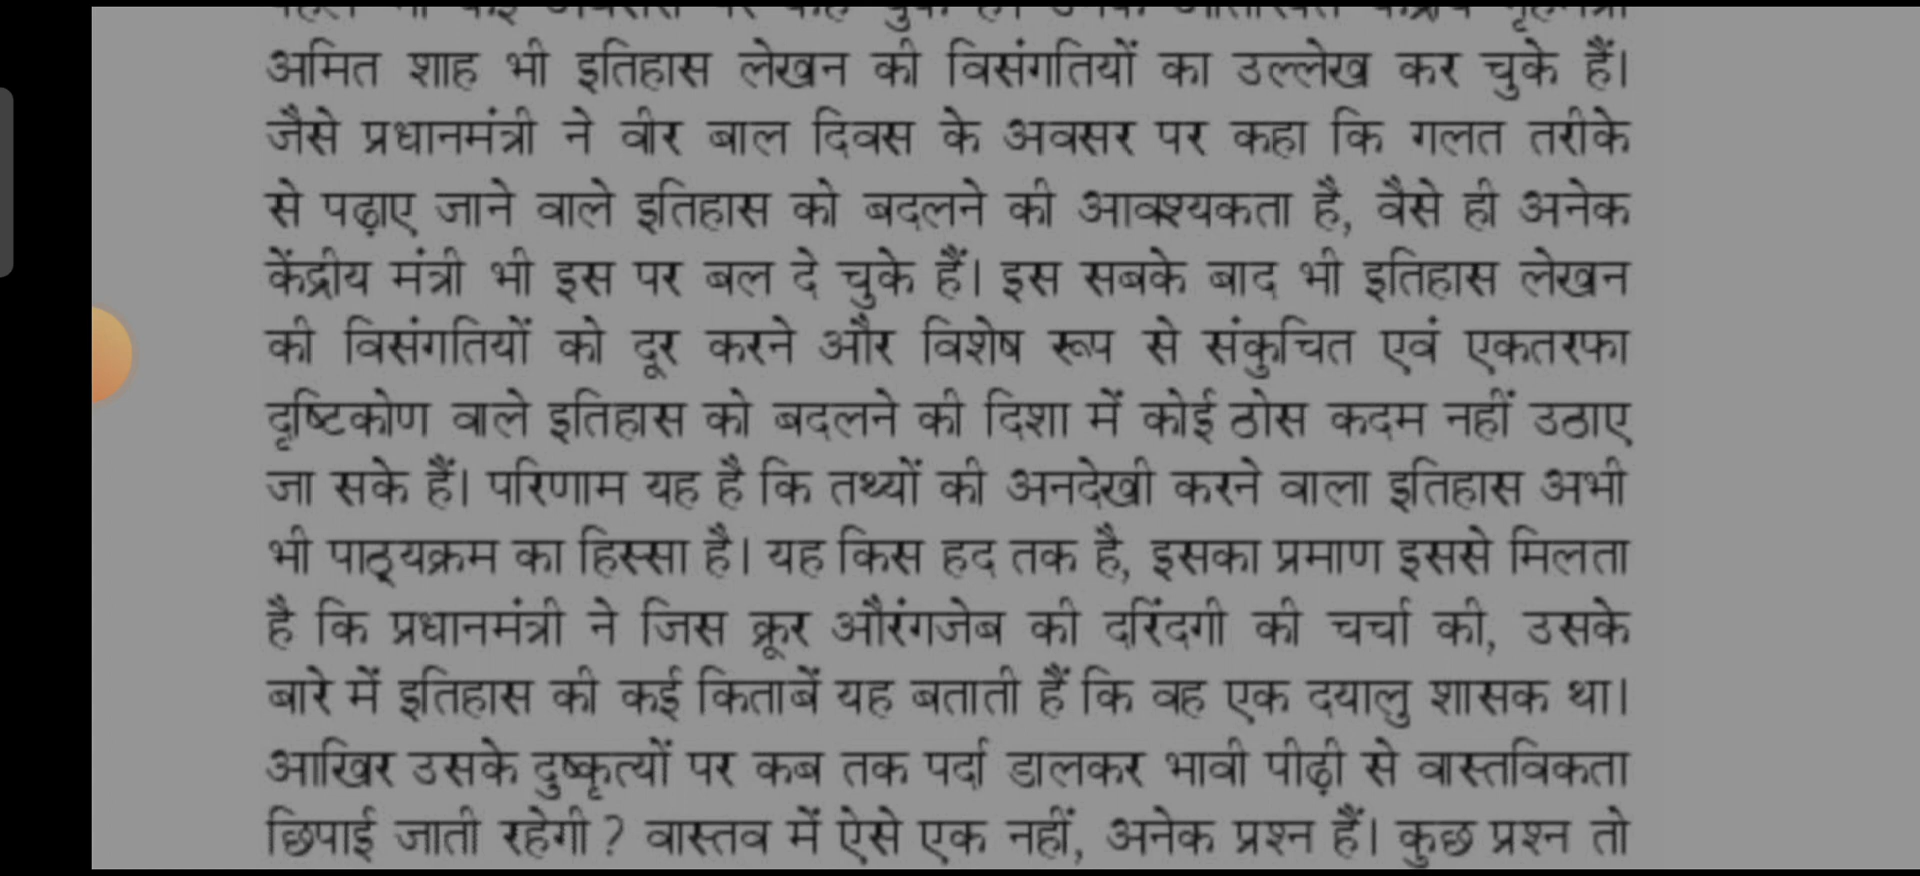 अमित शाह भी इतिहास लेखन की विसंगतियों का उल्लेख कर चुके हैं।
जैसे प्रधानमंत्री ने वीर बाल दिवस के अवसर पर कहा कि गलत तरीके
से पढ़ाए जाने वाले इतिहास को बदलने की आवश्यकता है, वैसे ही अनेक
केंद्रीय मंत्री भी इस पर बल दे चुके हैं। इस सबके बाद भी इतिहास लेखन
की विसंगतियों को दूर करने और विशेष रूप से संकुचित एवं एकतरफा
दृष्टिकोण वाले इतिहास को बदलने की दिशा में कोई ठोस कदम नहीं उठाए
जा सके हैं। परिणाम यह है कि तथ्यों की अनदेखी करने वाला इतिहास अभी
भी पाठ्यक्रम का हिस्सा है। यह किस हद तक है, इसका प्रमाण इससे मिलता
है कि प्रधानमंत्री ने जिस क्रूर औरंगजेब की दरिंदगी की चर्चा की, उसके
बारे में इतिहास की कई किताबें यह बताती हैं कि वह एक दयालु शासक था।
आखिर उसके दुष्कृत्यों पर कब तक पर्दा डालकर भावी पीढ़ी से वास्तविकता
छिपाई जाती रहेगी ? वास्तव में ऐसे एक नहीं, अनेक प्रश्न हैं। कुछ प्रश्न तो